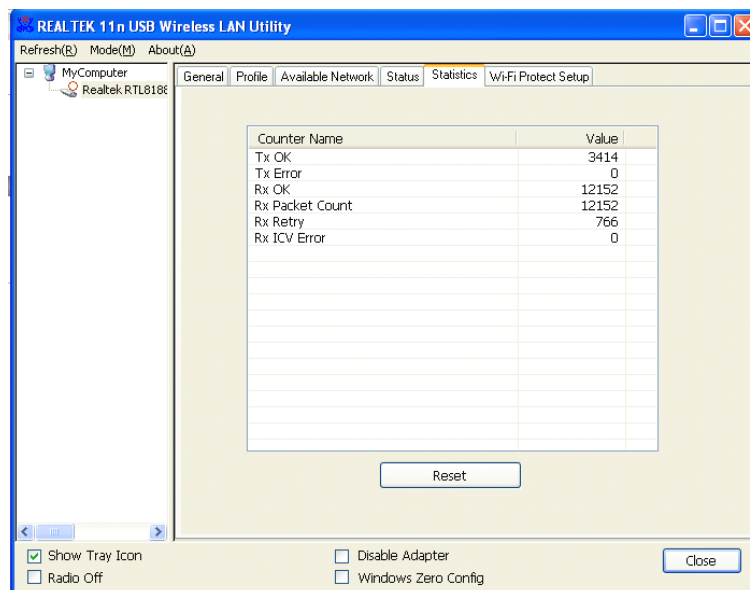 REALTEK 11n USB Wireless LAN Utility
Refresh(R) Mode(M) About(A)
MyComputer
Realtek RTL8188
General Profile Available Network Status Statistics Wi-Fi Protect Setup
Counter Name Value
Tx OK 3414
Tx Error 0
Rx OK 12152
Rx Packet Count 12152
Rx Retry 766
Rx ICV Error 0
Reset
Show Tray Icon Disable Adapter Close
Radio Off Windows Zero Config